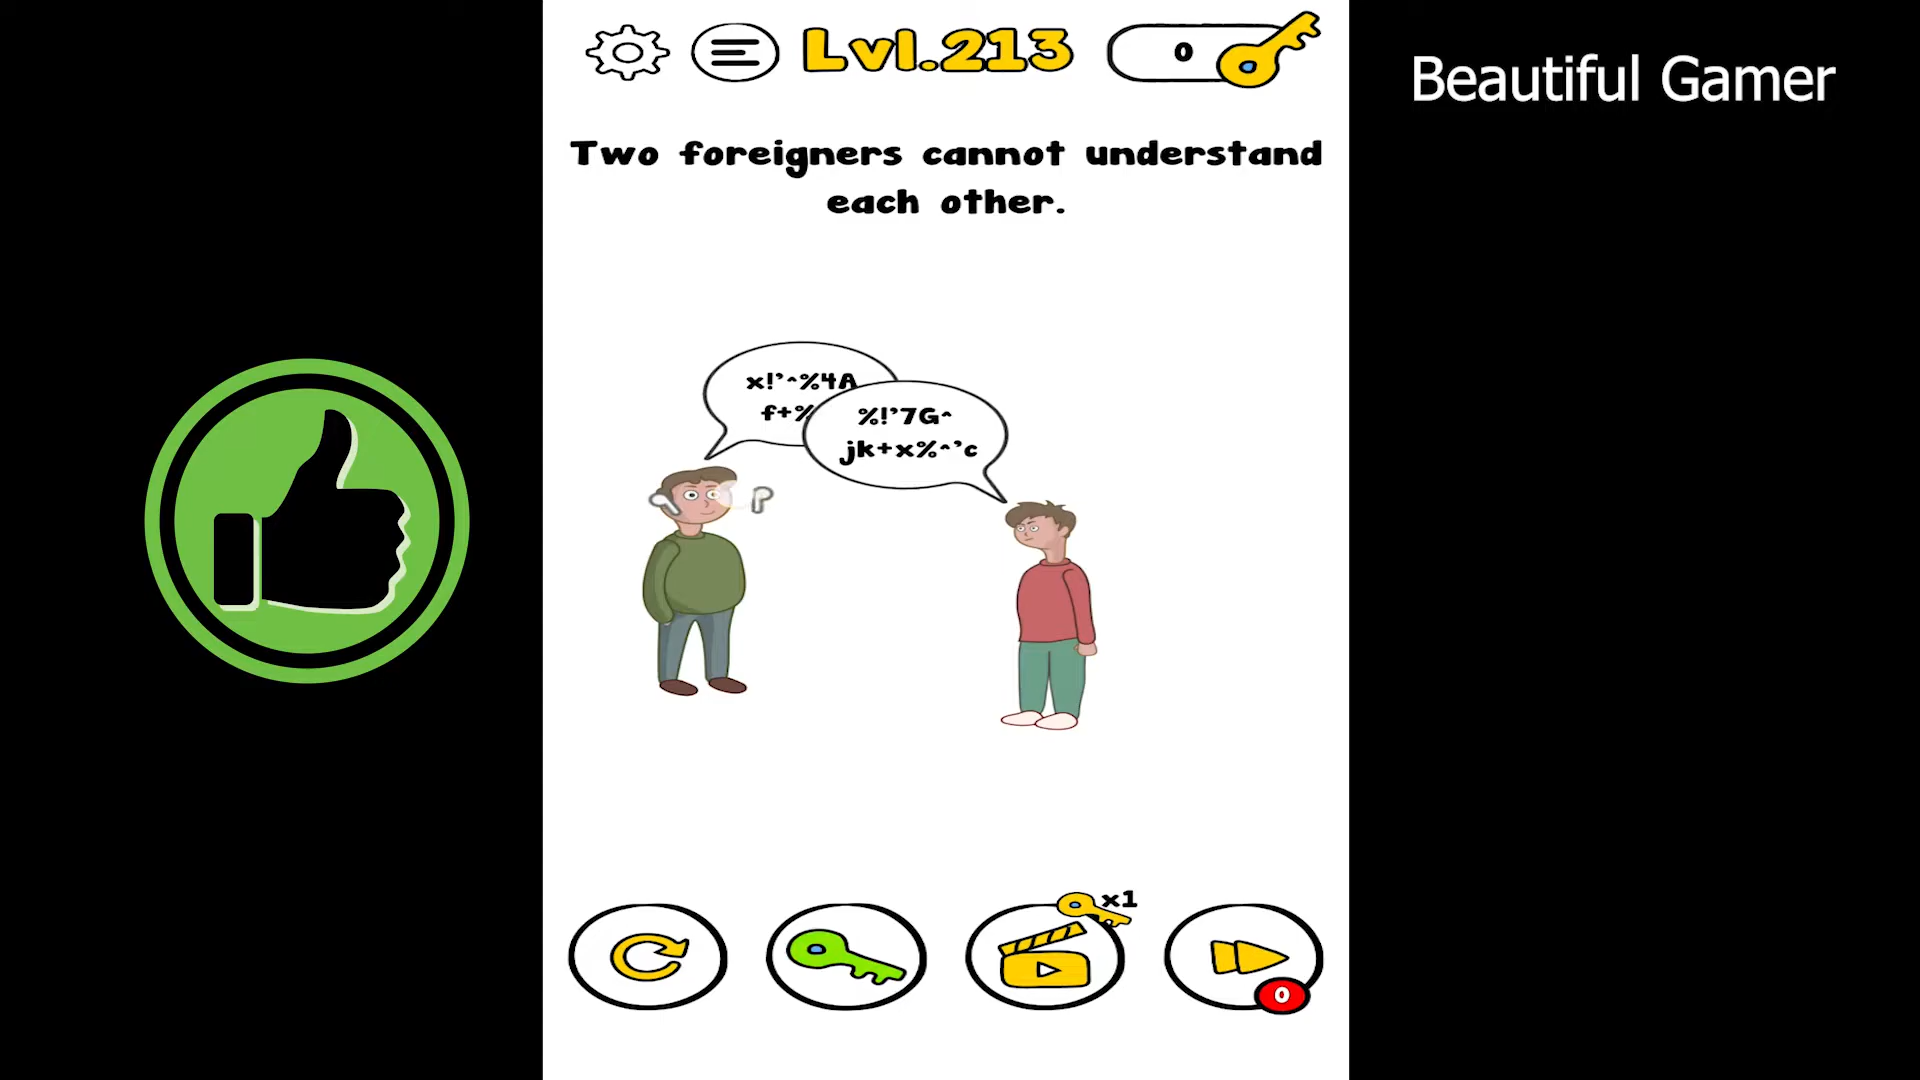 Lvl.213
0
Beautiful Gamer
Two foreigners cannot understand
each other.
x!'^%4A
f+%
%!'7G^
jk+x%^'c
x1
0